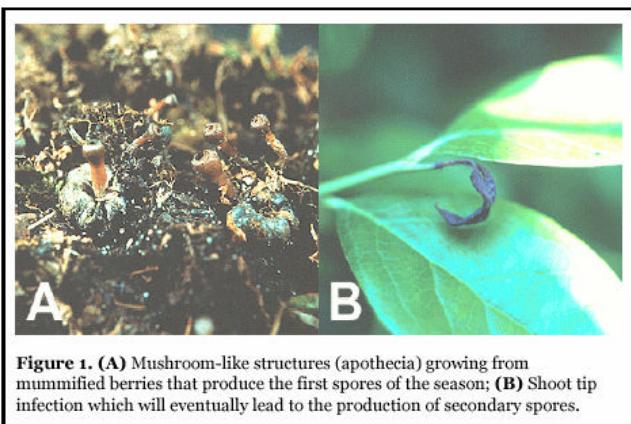 A
B
Figure 1. (A) Mushroom-like structures (apothecia) growing from
mummified berries that produce the first spores of the season; (B) Shoot tip
infection which will eventually lead to the production of secondary spores.